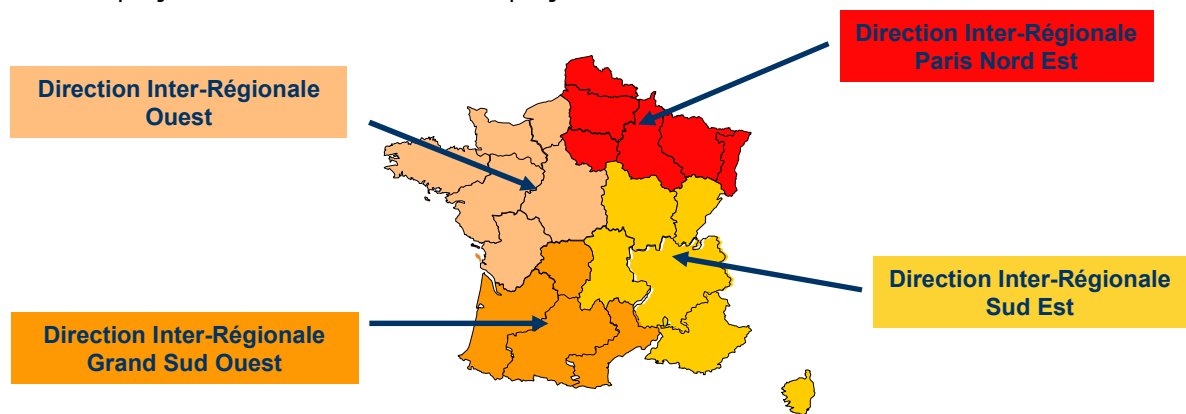 Direction Inter-Régionale
Paris Nord Est
Direction Inter-Régionale
Ouest
Direction Inter-Régionale
Sud Est
Direction Inter-Régionale
Grand Sud Ouest